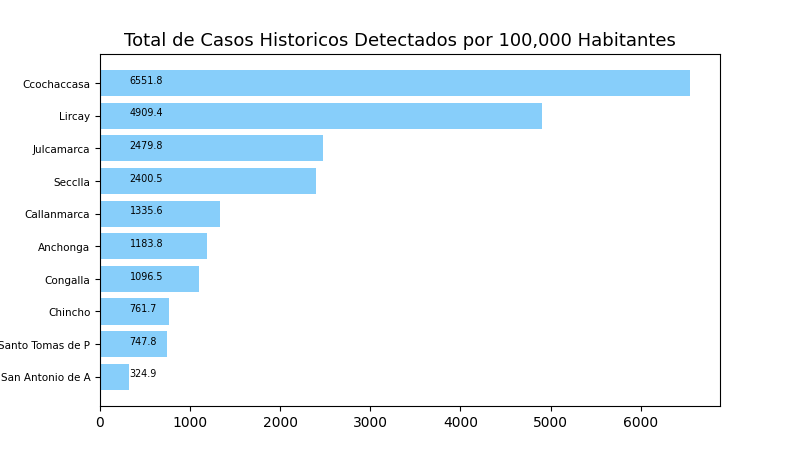 Total de Casos Historicos Detectados por 100,000 Habitantes
Ccochaccasa 6551.8
Lircay 4909.4
Julcamarca 2479.8
Secclla 2400.5
Callanmarca 1335.6
Anchonga 1183.8
Congalla 1096.5
Chincho 761.7
Santo Tomas de P 747.8
San Antonio de A 324.9
0 1000 2000 3000 4000 5000 6000